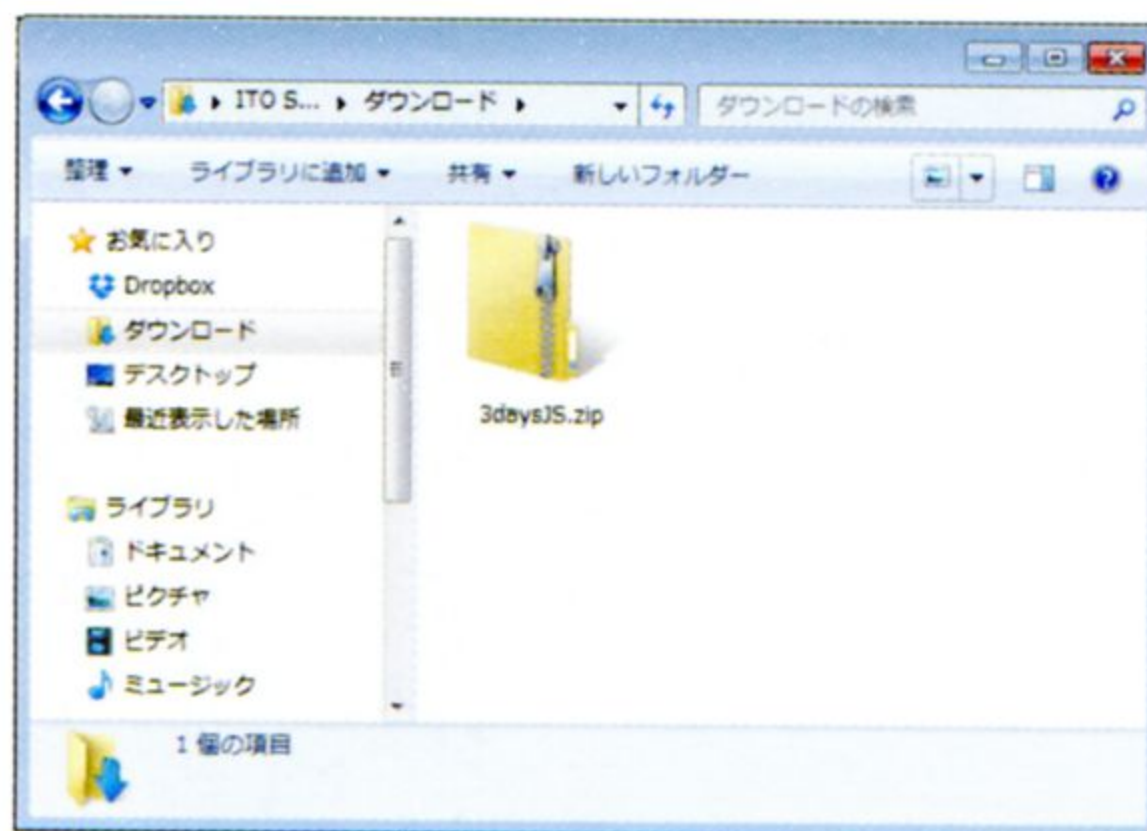 ITO S... ダウンロード ダウンロードの検索
整理 ライブラリに追加 共有 新しいフォルダー
お気に入り
Dropbox
ダウンロード
デスクトップ
最近表示した場所
3daysJS.zip
ライブラリ
ドキュメント
ピクチャ
ビデオ
ミュージック
1 個の項目